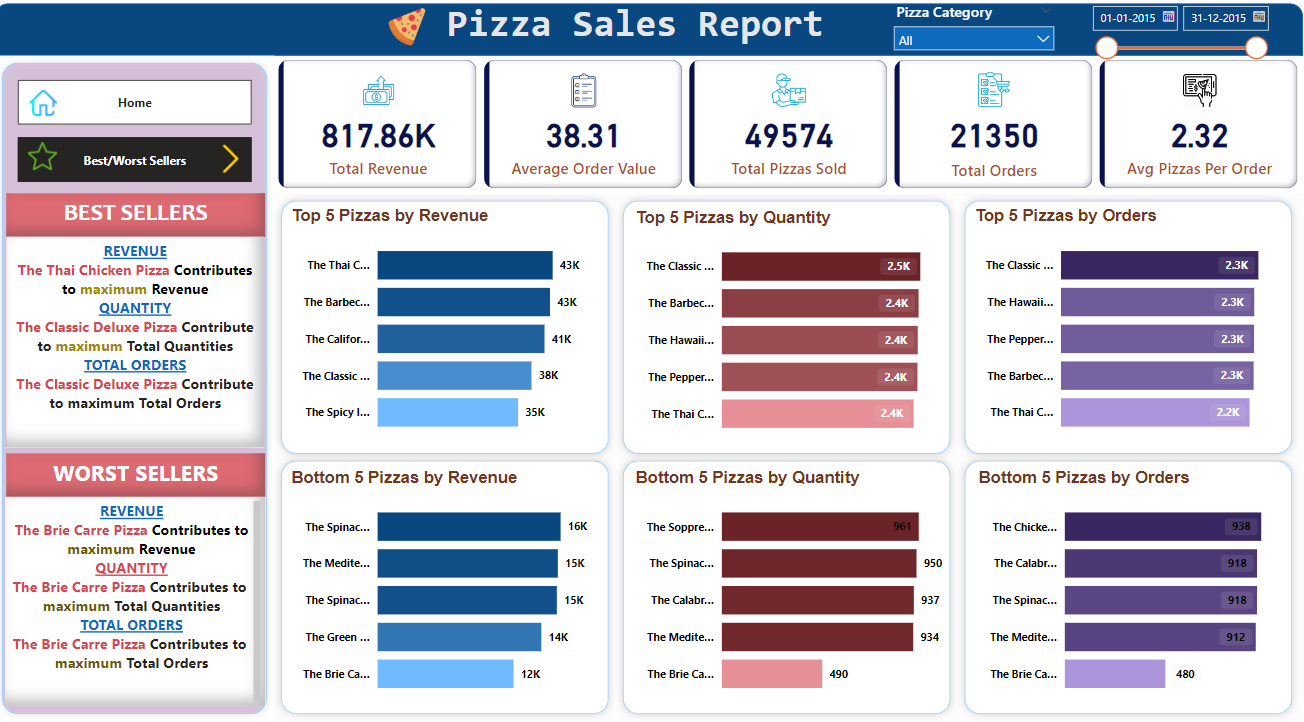 Pizza Sales Report
Pizza Category
All
01-01-2015
31-12-2015
Home
Best/Worst Sellers
BEST SELLERS
REVENUE
The Thai Chicken Pizza Contributes
to maximum Revenue
QUANTITY
The Classic Deluxe Pizza Contribute
to maximum Total Quantities
TOTAL ORDERS
The Classic Deluxe Pizza Contribute
to maximum Total Orders
WORST SELLERS
REVENUE
The Brie Carre Pizza Contributes to
maximum Revenue
QUANTITY
The Brie Carre Pizza Contributes to
maximum Total Quantities
TOTAL ORDERS
The Brie Carre Pizza Contributes to
maximum Total Orders
817.86K
Total Revenue
38.31
Average Order Value
49574
Total Pizzas Sold
21350
Total Orders
2.32
Avg Pizzas Per Order
Top 5 Pizzas by Revenue
The Thai C... 43K
The Barbec... 43K
The Califor... 41K
The Classic ... 38K
The Spicy I... 35K
Top 5 Pizzas by Quantity
The Classic ... 2.5K
The Barbec... 2.4K
The Hawaii... 2.4K
The Pepper... 2.4K
The Thai C... 2.4K
Top 5 Pizzas by Orders
The Classic ... 2.3K
The Hawaii... 2.3K
The Pepper... 2.3K
The Barbec... 2.3K
The Thai C... 2.2K
Bottom 5 Pizzas by Revenue
The Spinac... 16K
The Medite... 15K
The Spinac... 15K
The Green ... 14K
The Brie Ca... 12K
Bottom 5 Pizzas by Quantity
The Soppre... 961
The Spinac... 950
The Calabr... 937
The Medite... 934
The Brie Ca... 490
Bottom 5 Pizzas by Orders
The Chicke... 938
The Calabr... 918
The Spinac... 918
The Medite... 912
The Brie Ca... 480